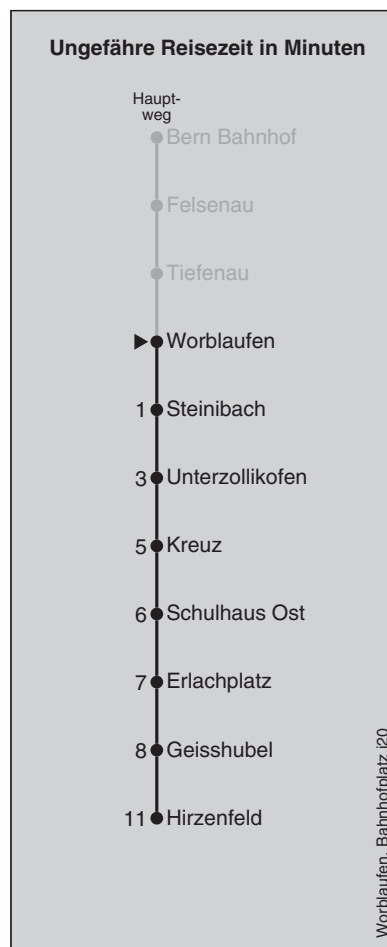 Ungefähre Reisezeit in Minuten
Haupt-
weg
Bern Bahnhof
Felsenau
Tiefenau
Worblaufen
1 Steinibach
3 Unterzollikofen
5 Kreuz
6 Schulhaus Ost
7 Erlachplatz
8 Geisshubel
11 Hirzenfeld
Worblaufen, Bahnhofplatz j20